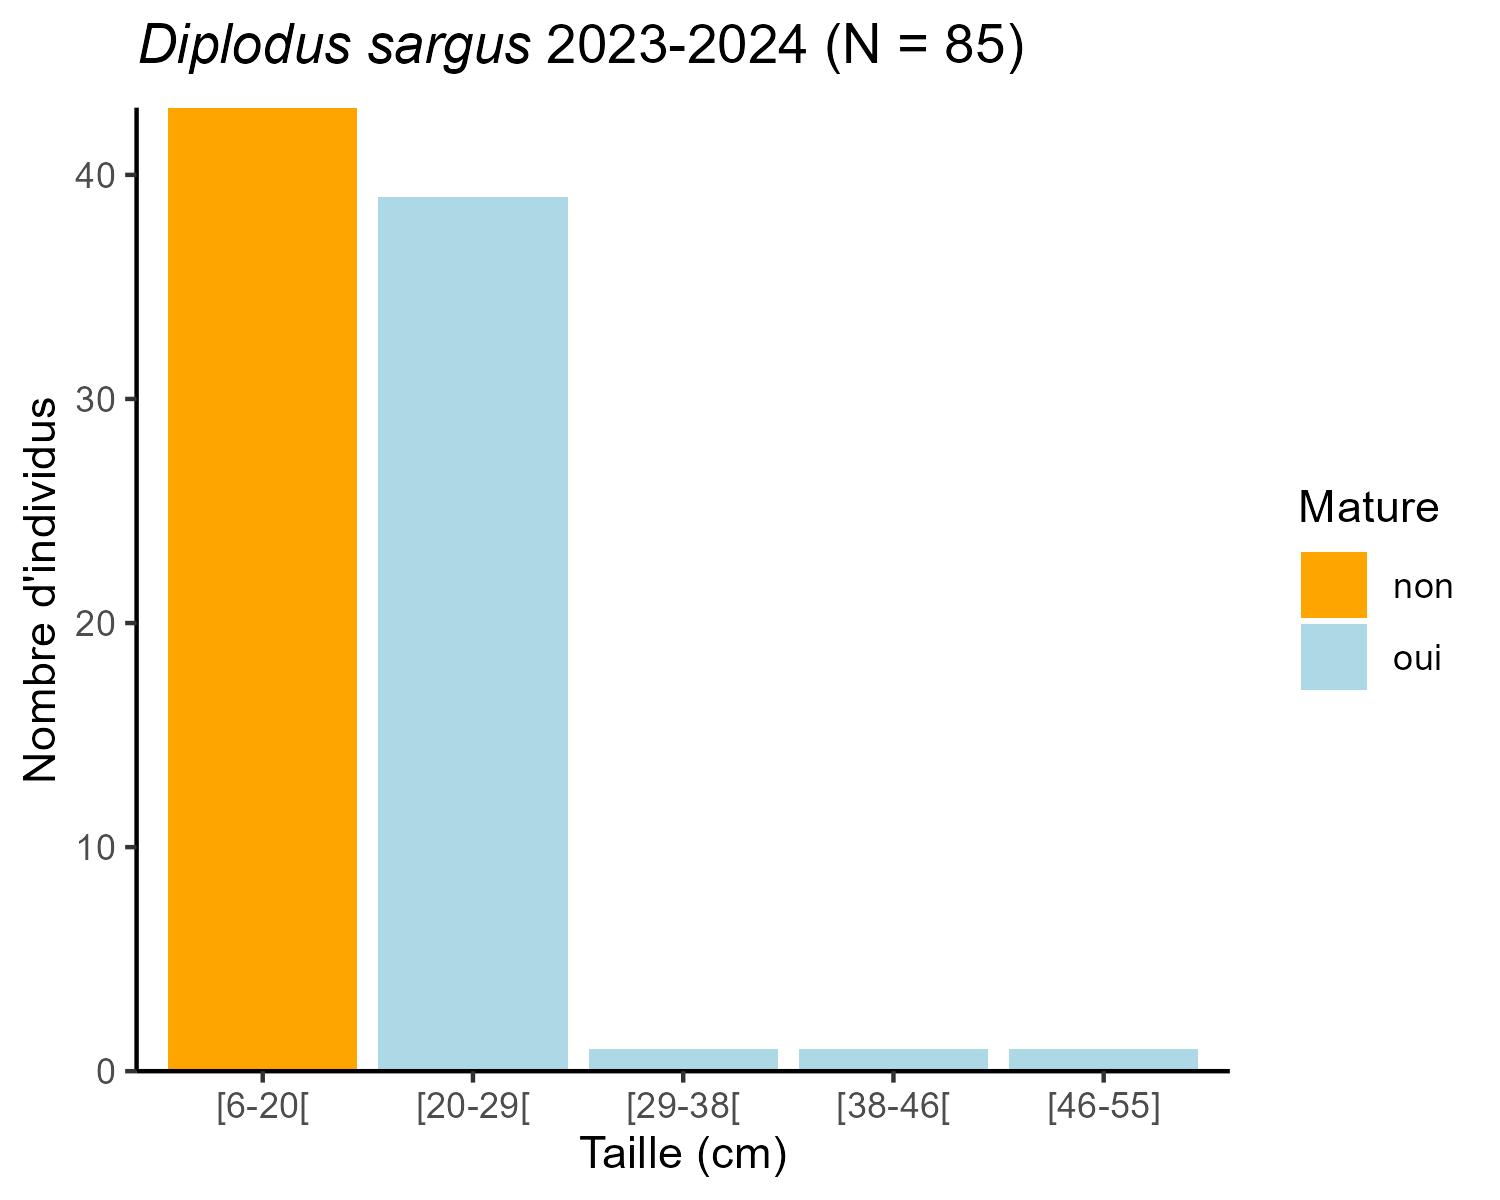 Diplodus sargus 2023-2024 (N = 85)
Nombre d'individus
40
30
20
10
0
[6-20[
[20-29[
[29-38[
[38-46[
[46-55]
Taille (cm)
Mature
non
oui